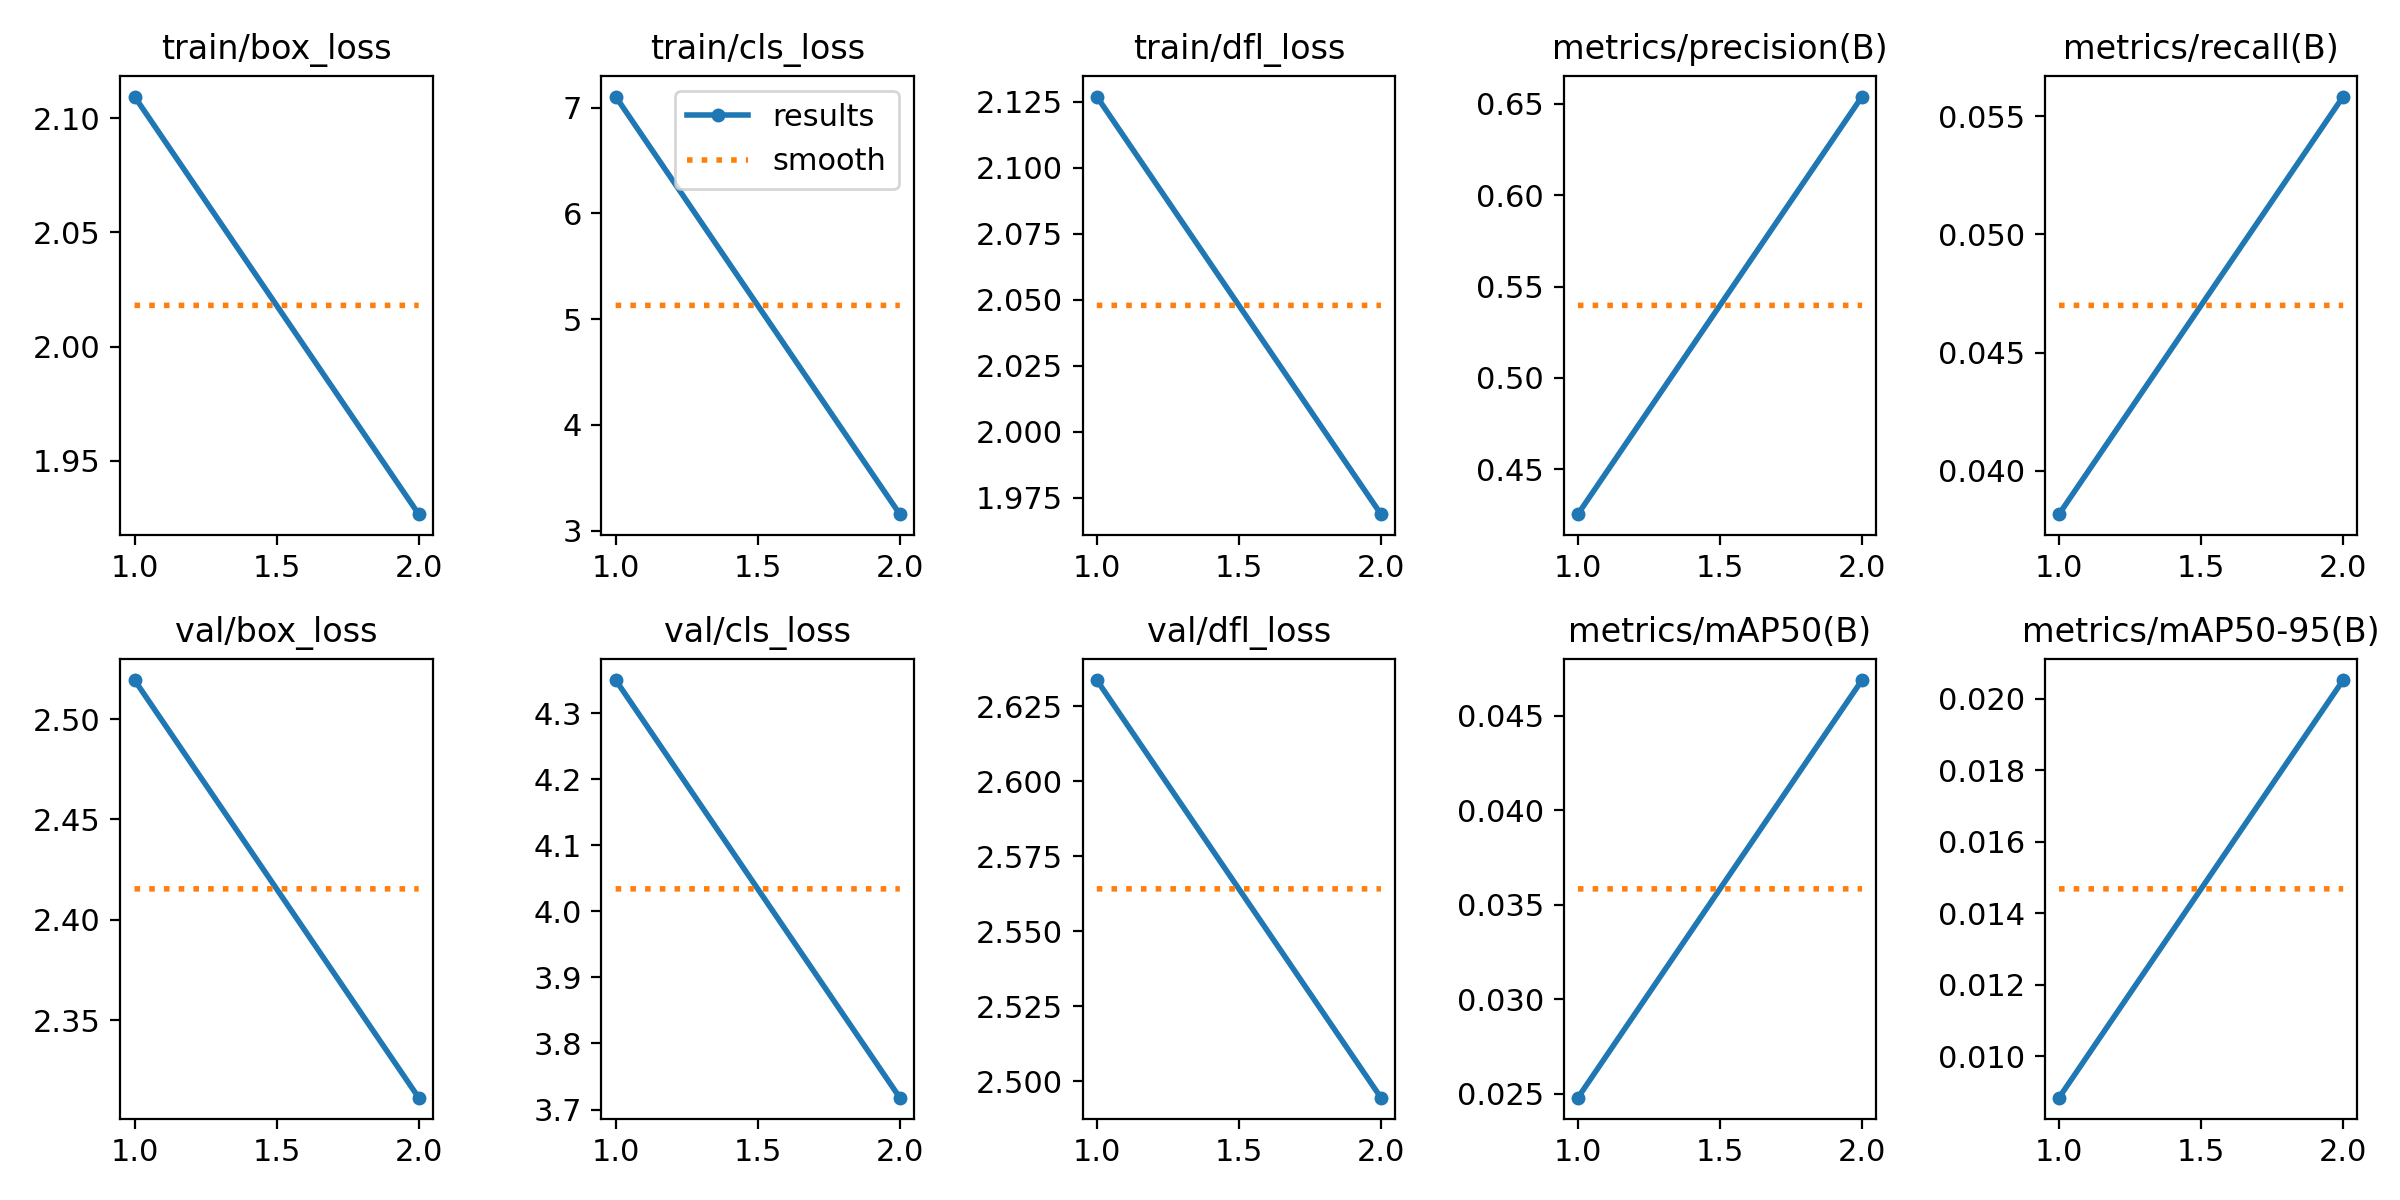 train/box_loss
2.10
2.05
2.00
1.95
1.0 1.5 2.0
train/cls_loss
results
smooth
7
6
5
4
3
1.0 1.5 2.0
train/dfl_loss
2.125
2.100
2.075
2.050
2.025
2.000
1.975
1.0 1.5 2.0
metrics/precision(B)
0.65
0.60
0.55
0.50
0.45
1.0 1.5 2.0
metrics/recall(B)
0.055
0.050
0.045
0.040
1.0 1.5 2.0
val/box_loss
2.50
2.45
2.40
2.35
1.0 1.5 2.0
val/cls_loss
4.3
4.2
4.1
4.0
3.9
3.8
3.7
1.0 1.5 2.0
val/dfl_loss
2.625
2.600
2.575
2.550
2.525
2.500
1.0 1.5 2.0
metrics/mAP50(B)
0.045
0.040
0.035
0.030
0.025
1.0 1.5 2.0
metrics/mAP50-95(B)
0.020
0.018
0.016
0.014
0.012
0.010
1.0 1.5 2.0